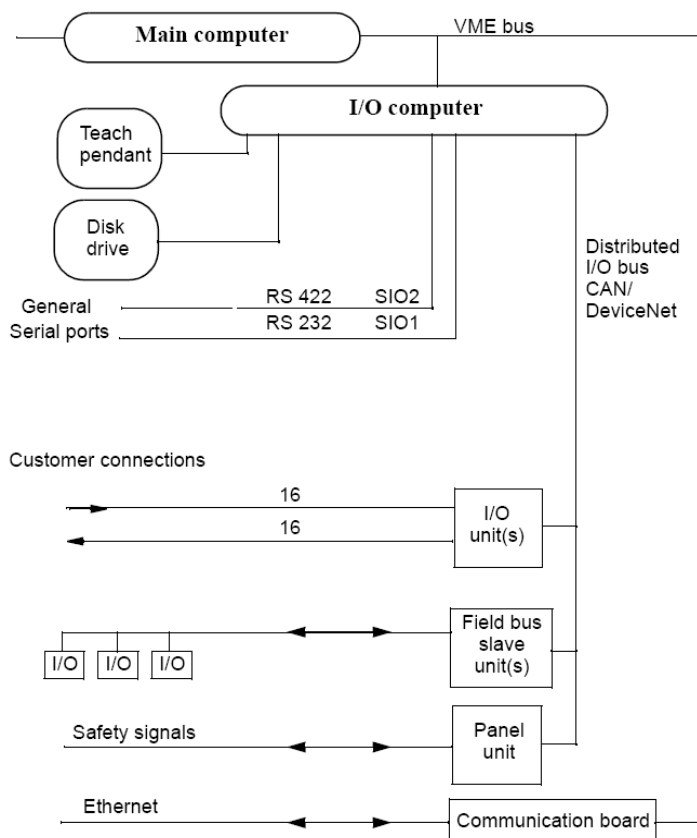 Main computer
VME bus
I/O computer
Teach
pendant
Disk
drive
Distributed
I/O bus
CAN/
DeviceNet
General
Serial ports
RS 422 SIO2
RS 232 SIO1
Customer connections
16
16
I/O
unit(s)
Field bus
slave
unit(s)
I/O I/O I/O
Safety signals
Panel
unit
Ethernet
Communication board